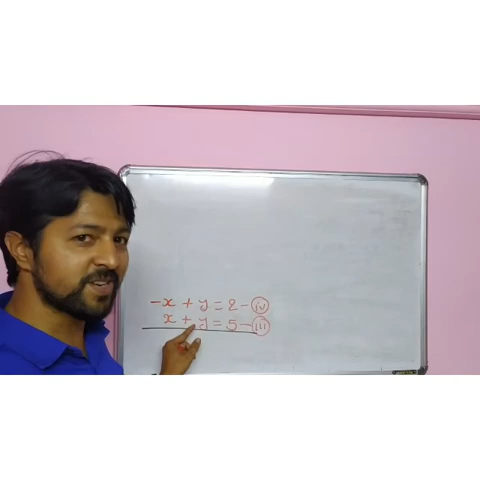 -x + y = 2 - (iv)
x + y = 5 - (iii)